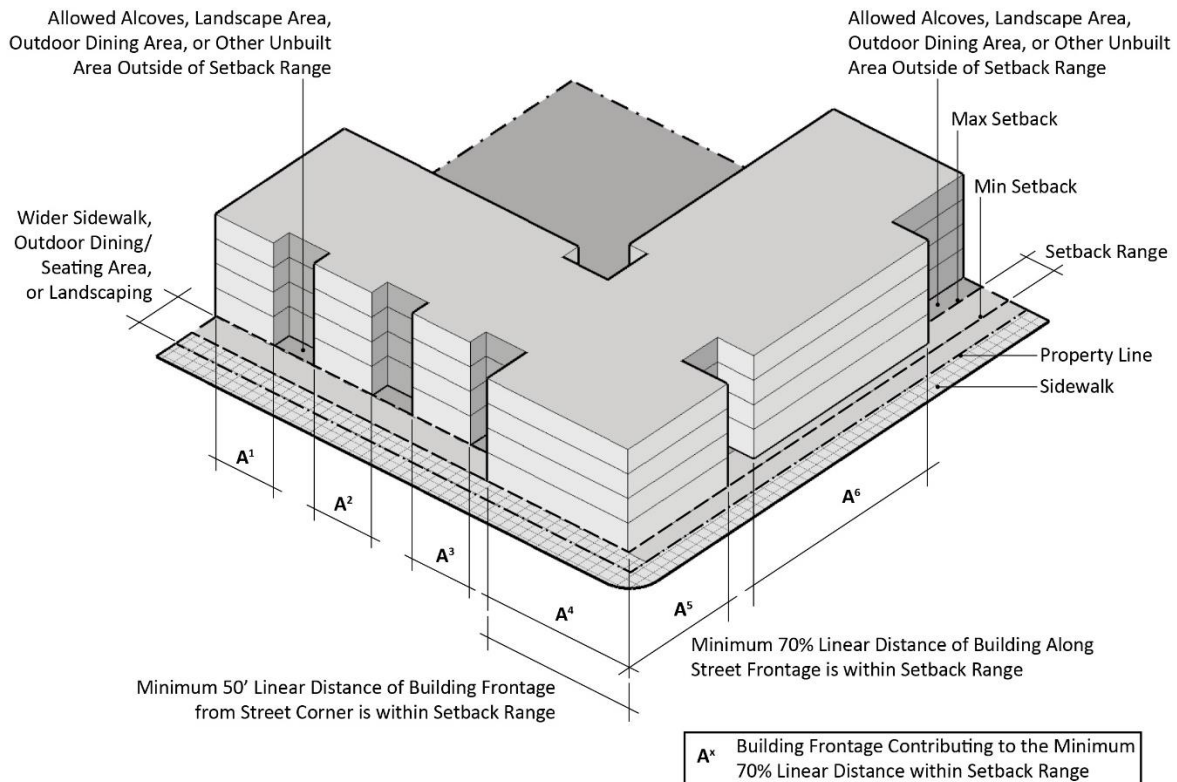 Allowed Alcoves, Landscape Area,
Outdoor Dining Area, or Other Unbuilt
Area Outside of Setback Range
Allowed Alcoves, Landscape Area,
Outdoor Dining Area, or Other Unbuilt
Area Outside of Setback Range
Max Setback
Min Setback
Setback Range
Wider Sidewalk,
Outdoor Dining/
Seating Area,
or Landscaping
Property Line
Sidewalk
A¹
A²
A³
A⁴
A⁵
A⁶
Minimum 70% Linear Distance of Building Along
Street Frontage is within Setback Range
Minimum 50’ Linear Distance of Building Frontage
from Street Corner is within Setback Range
Aˣ Building Frontage Contributing to the Minimum
70% Linear Distance within Setback Range